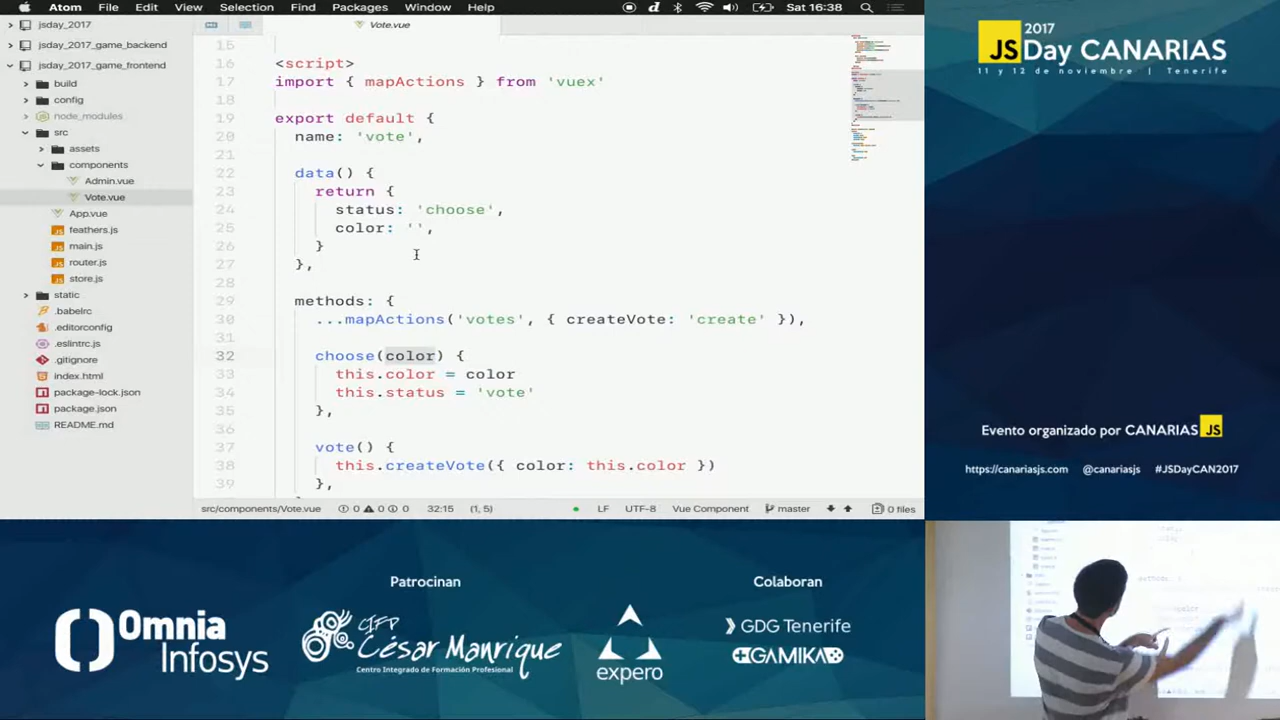 Atom File Edit View Selection Find Packages Window Help
Sat 16:38
jsday_2017
jsday_2017_game_backend
jsday_2017_game_frontend
build
config
node_modules
src
assets
components
Admin.vue
Vote.vue
App.vue
feathers.js
main.js
router.js
store.js
static
.babelrc
.editorconfig
.eslintrc.js
.gitignore
index.html
package-lock.json
package.json
README.md
Vote.vue
15
16 <script>
17 import { mapActions } from 'vuex'
18
19 export default {
20 name: 'vote',
21
22 data() {
23 return {
24 status: 'choose',
25 color: '',
26 }
27 },
28
29 methods: {
30 ...mapActions('votes', { createVote: 'create' }),
31
32 choose(color) {
33 this.color = color
34 this.status = 'vote'
35 },
36
37 vote() {
38 this.createVote({ color: this.color })
39 },
src/components/Vote.vue 0 0 0 32:15 (1, 5) LF UTF-8 Vue Component master 0 files
2017
JSDay CANARIAS
11 y 12 de noviembre | Tenerife
Evento organizado por CANARIAS JS
https://canariasjs.com @canariasjs #JSDayCAN2017
Patrocinan
Omnia
Infosys
CIFP
César Manrique
Centro Integrado de Formación Profesional
expero
Colaboran
GDG Tenerife
GAMIKA